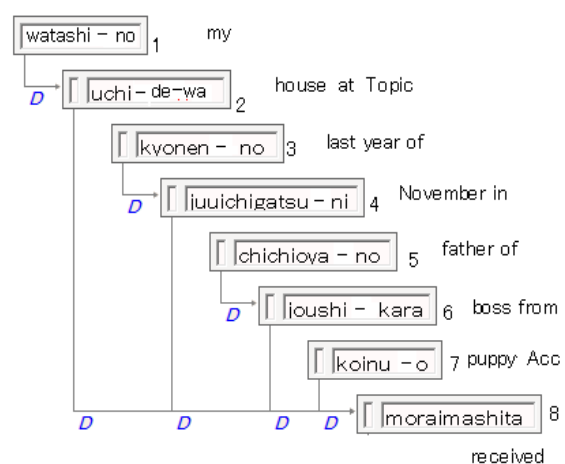 watashi - no 1 my
D uchi - de-wa 2 house at Topic
kyonen - no 3 last year of
D juuichigatsu - ni 4 November in
chichioya - no 5 father of
D joushi - kara 6 boss from
koinu - o 7 puppy Acc
D D D D moraimashita 8
received